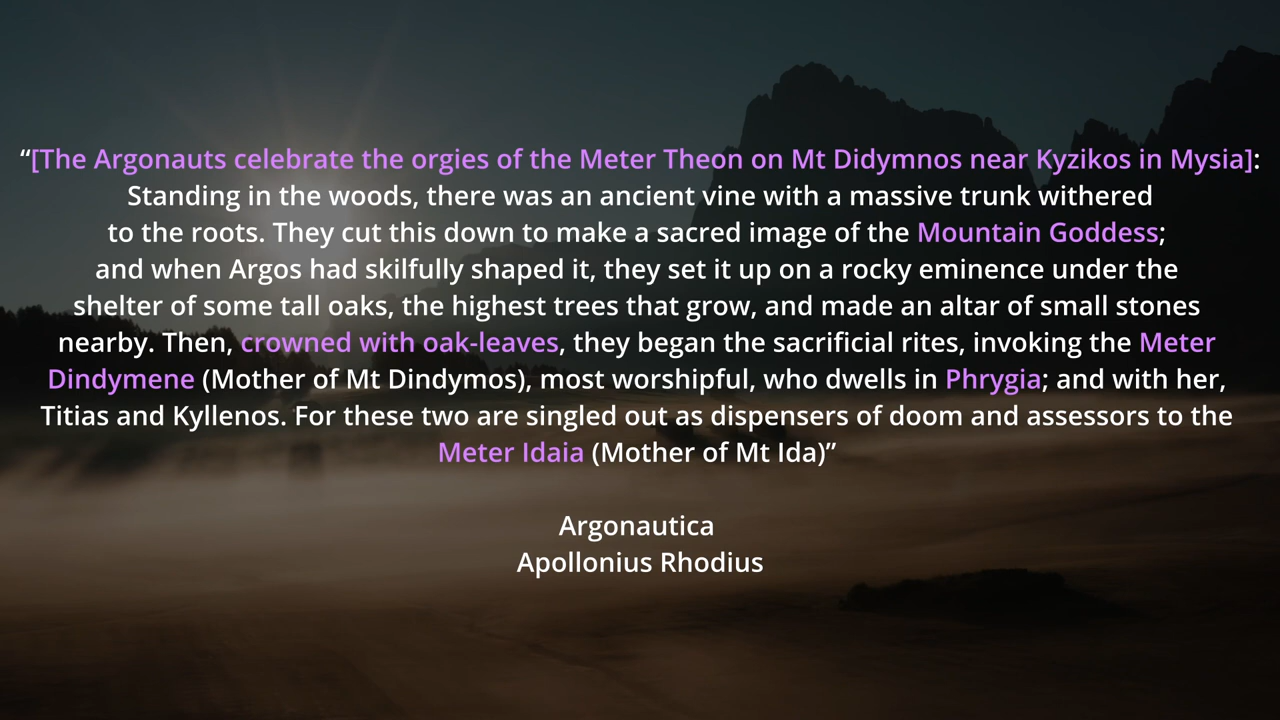 “[The Argonauts celebrate the orgies of the Meter Theon on Mt Didymnos near Kyzikos in Mysia]:
Standing in the woods, there was an ancient vine with a massive trunk withered
to the roots. They cut this down to make a sacred image of the Mountain Goddess;
and when Argos had skilfully shaped it, they set it up on a rocky eminence under the
shelter of some tall oaks, the highest trees that grow, and made an altar of small stones
nearby. Then, crowned with oak-leaves, they began the sacrificial rites, invoking the Meter
Dindymene (Mother of Mt Dindymos), most worshipful, who dwells in Phrygia; and with her,
Titias and Kyllenos. For these two are singled out as dispensers of doom and assessors to the
Meter Idaia (Mother of Mt Ida)”
Argonautica
Apollonius Rhodius